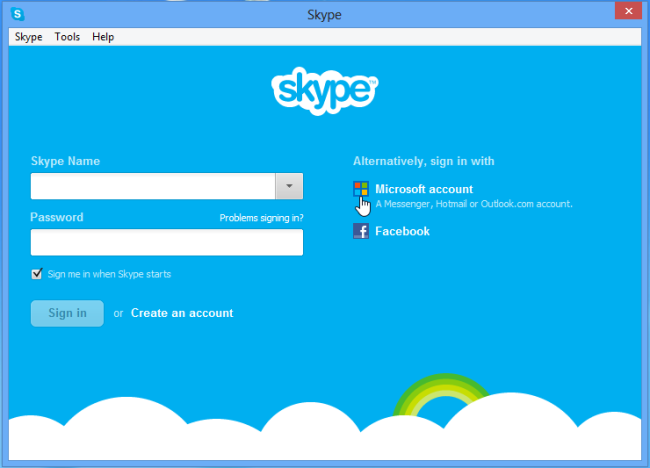 Skype
Skype Tools Help
skype™
Skype Name
Password
Problems signing in?
Sign me in when Skype starts
Sign in or Create an account
Alternatively, sign in with
Microsoft account
A Messenger, Hotmail or Outlook.com account.
f Facebook